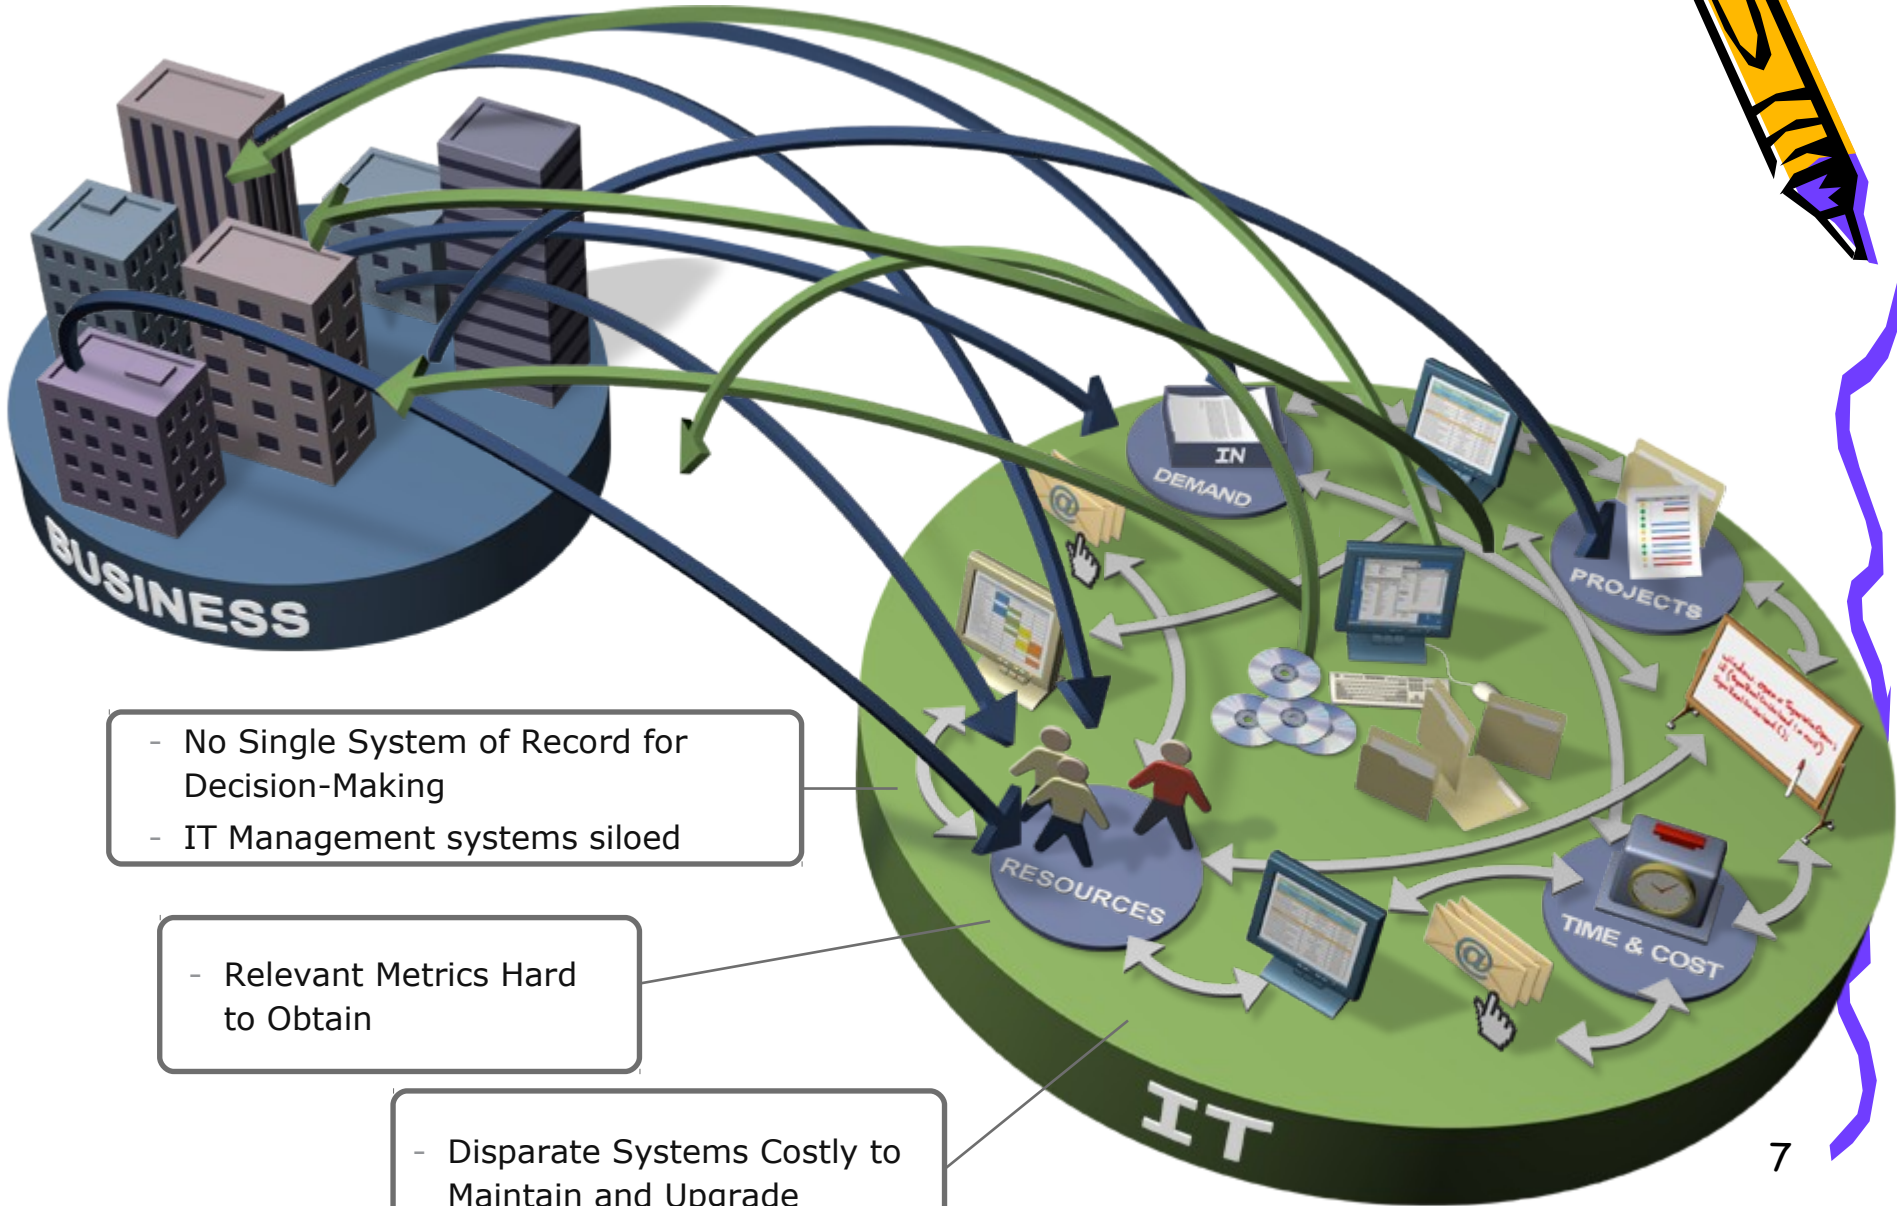 IN
DEMAND
PROJECTS
BUSINESS
- No Single System of Record for
Decision-Making
- IT Management systems siloed
RESOURCES
TIME & COST
- Relevant Metrics Hard
to Obtain
IT
- Disparate Systems Costly to
Maintain and Upgrade
7